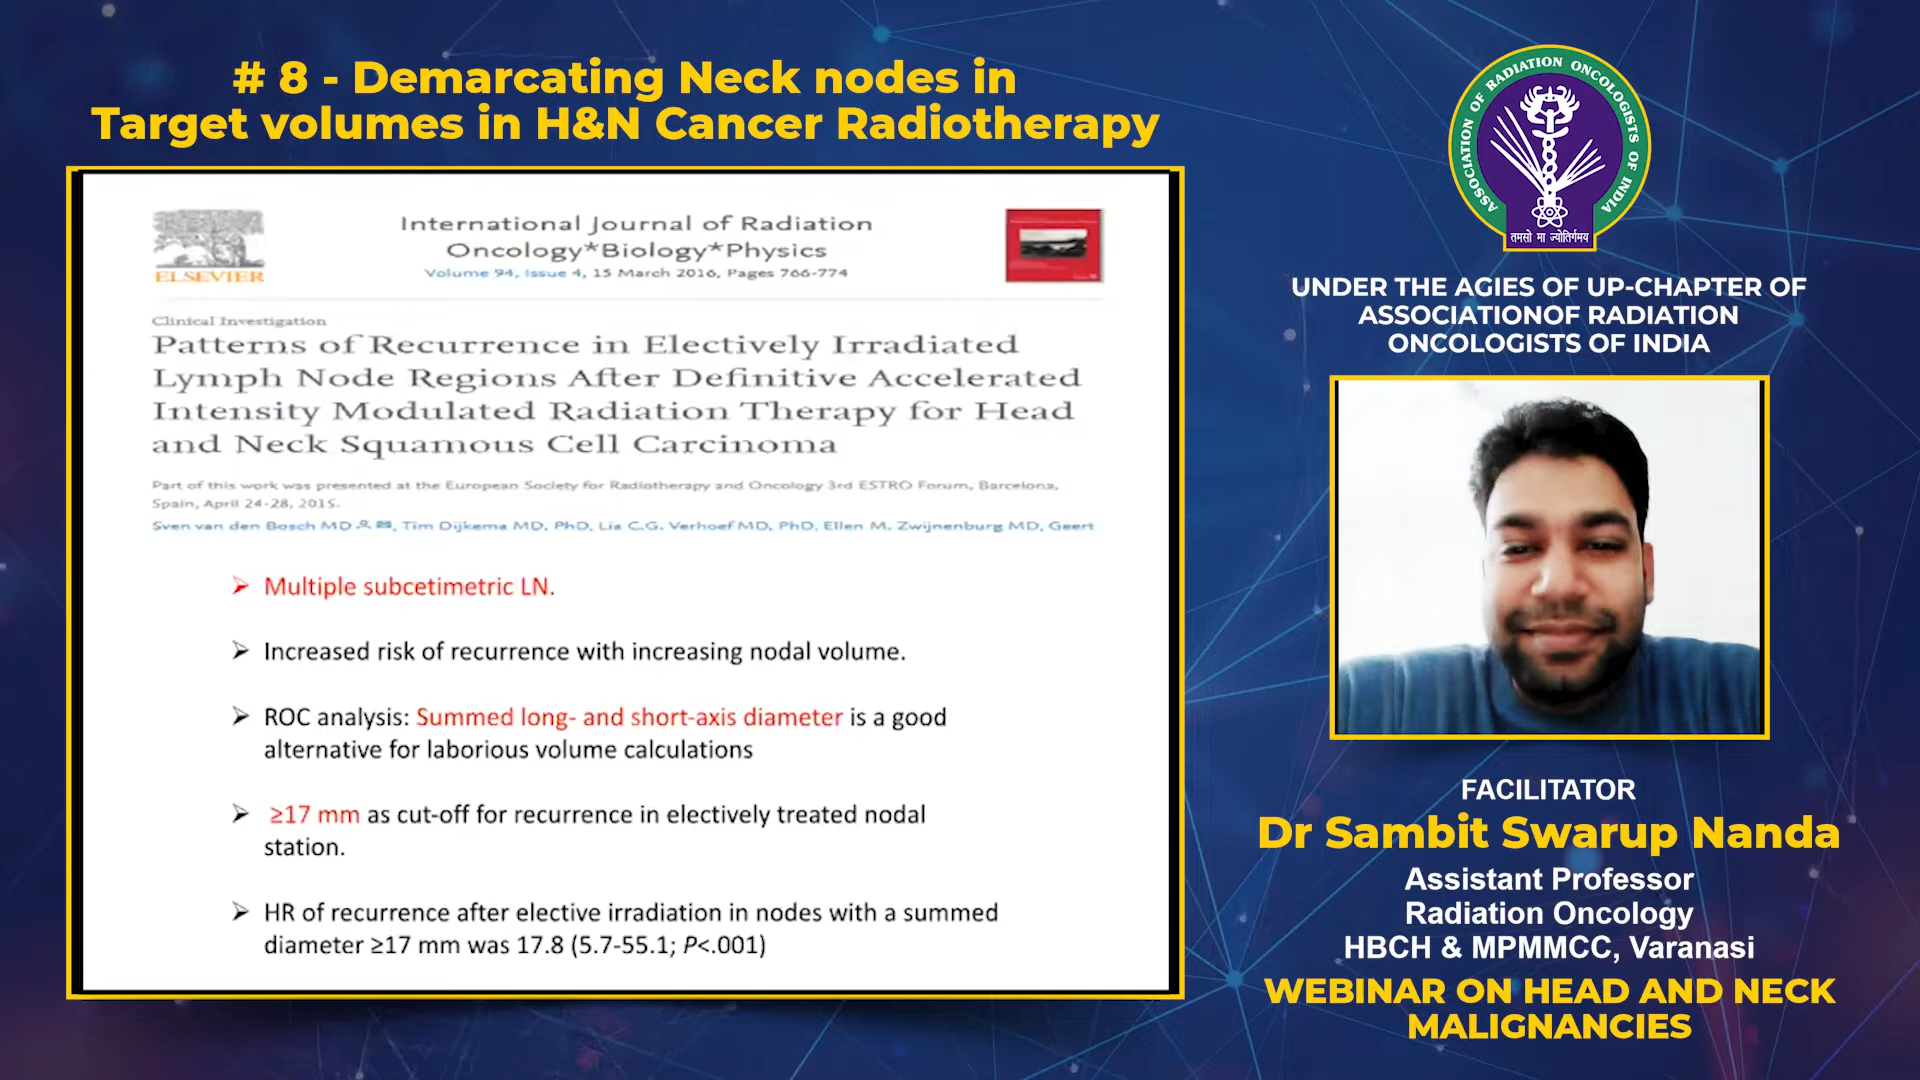 # 8 - Demarcating Neck nodes in
Target volumes in H&N Cancer Radiotherapy
ELSEVIER
International Journal of Radiation
Oncology*Biology*Physics
Volume 94, Issue 4, 15 March 2016, Pages 766-774
Clinical Investigation
Patterns of Recurrence in Electively Irradiated
Lymph Node Regions After Definitive Accelerated
Intensity Modulated Radiation Therapy for Head
and Neck Squamous Cell Carcinoma
Part of this work was presented at the European Society for Radiotherapy and Oncology 3rd ESTRO Forum, Barcelona,
Spain, April 24-28, 2015.
Sven van den Bosch MD, Tim Dijkema MD, PhD, Lia C.G. Verhoef MD, PhD, Ellen M. Zwijnenburg MD, Geert
➢ Multiple subcetimetric LN.
➢ Increased risk of recurrence with increasing nodal volume.
➢ ROC analysis: Summed long- and short-axis diameter is a good
alternative for laborious volume calculations
➢ ≥17 mm as cut-off for recurrence in electively treated nodal
station.
➢ HR of recurrence after elective irradiation in nodes with a summed
diameter ≥17 mm was 17.8 (5.7-55.1; P<.001)
ASSOCIATION OF RADIATION ONCOLOGISTS OF INDIA
तमसो मा ज्योतिर्गमय
UNDER THE AGIES OF UP-CHAPTER OF
ASSOCIATIONOF RADIATION
ONCOLOGISTS OF INDIA
FACILITATOR
Dr Sambit Swarup Nanda
Assistant Professor
Radiation Oncology
HBCH & MPMMCC, Varanasi
WEBINAR ON HEAD AND NECK
MALIGNANCIES